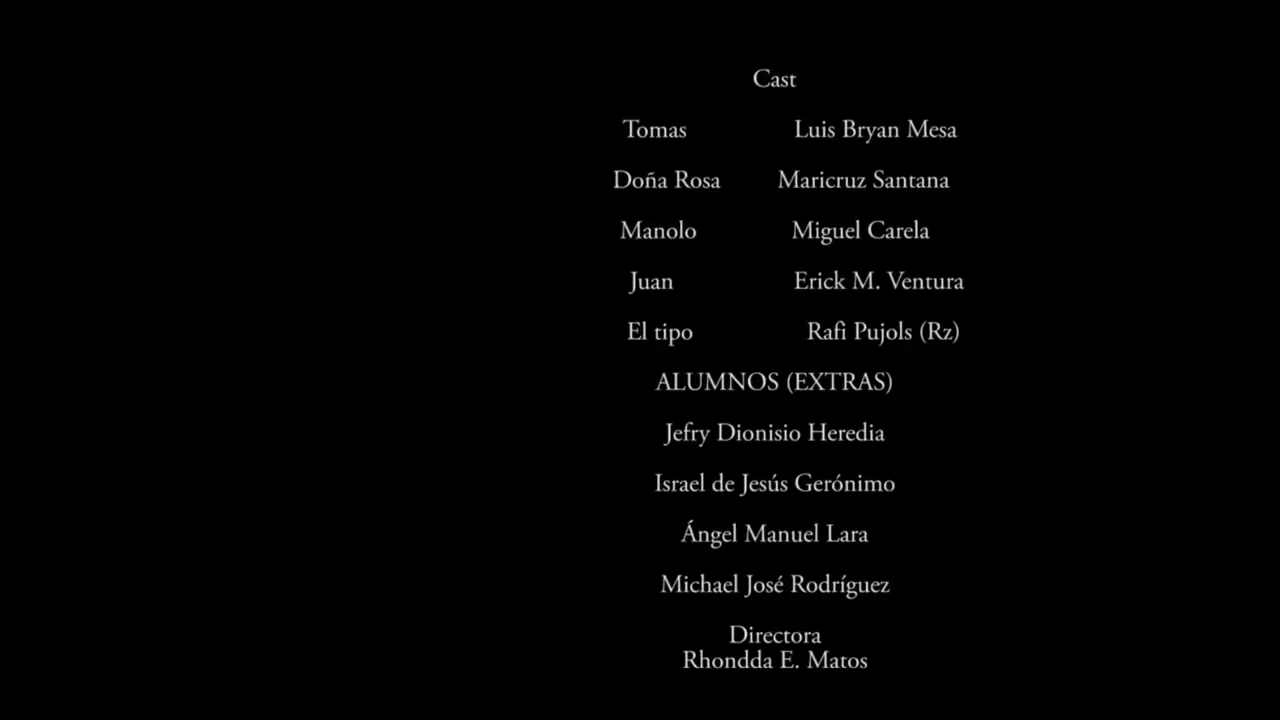 Cast
Tomas Luis Bryan Mesa
Doña Rosa Maricruz Santana
Manolo Miguel Carela
Juan Erick M. Ventura
El tipo Rafi Pujols (Rz)
ALUMNOS (EXTRAS)
Jefry Dionisio Heredia
Israel de Jesús Gerónimo
Ángel Manuel Lara
Michael José Rodríguez
Directora
Rhondda E. Matos